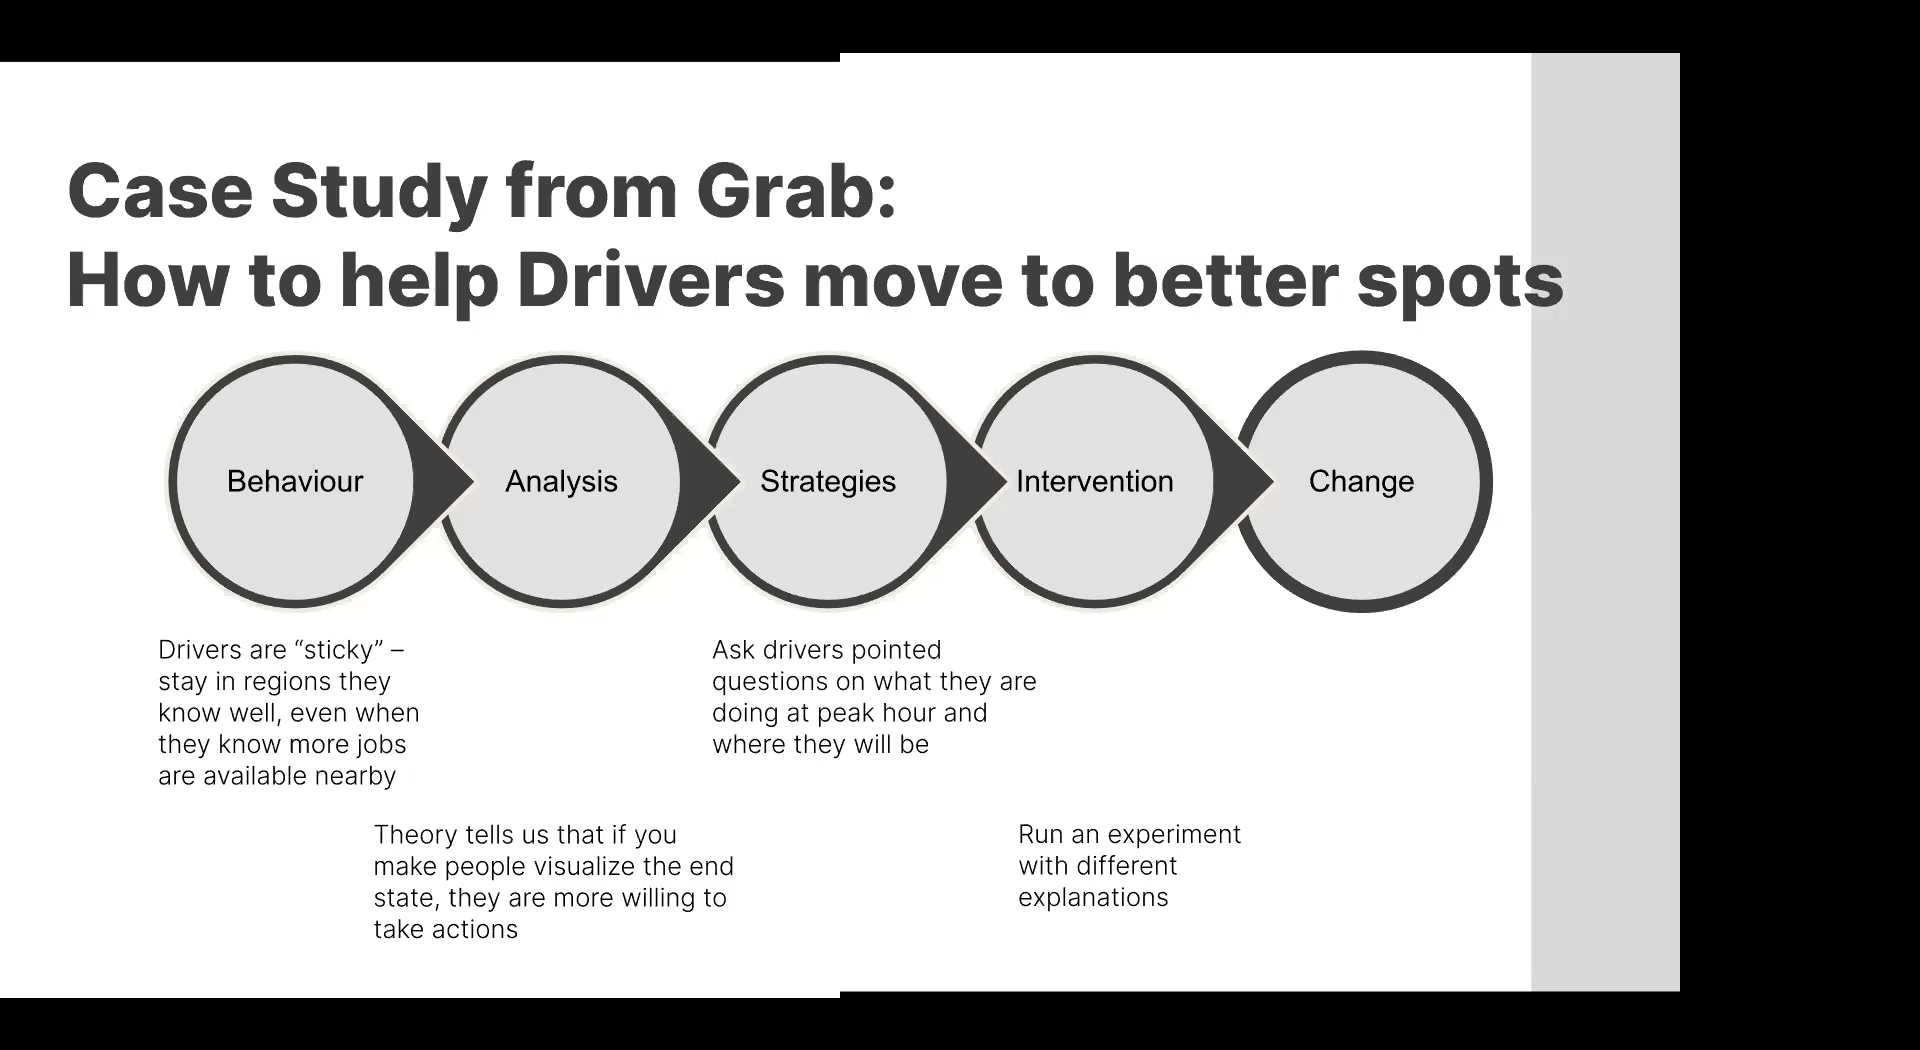 Case Study from Grab:
How to help Drivers move to better spots
Behaviour
Analysis
Strategies
Intervention
Change
Drivers are “sticky” –
stay in regions they
know well, even when
they know more jobs
are available nearby
Ask drivers pointed
questions on what they are
doing at peak hour and
where they will be
Theory tells us that if you
make people visualize the end
state, they are more willing to
take actions
Run an experiment
with different
explanations